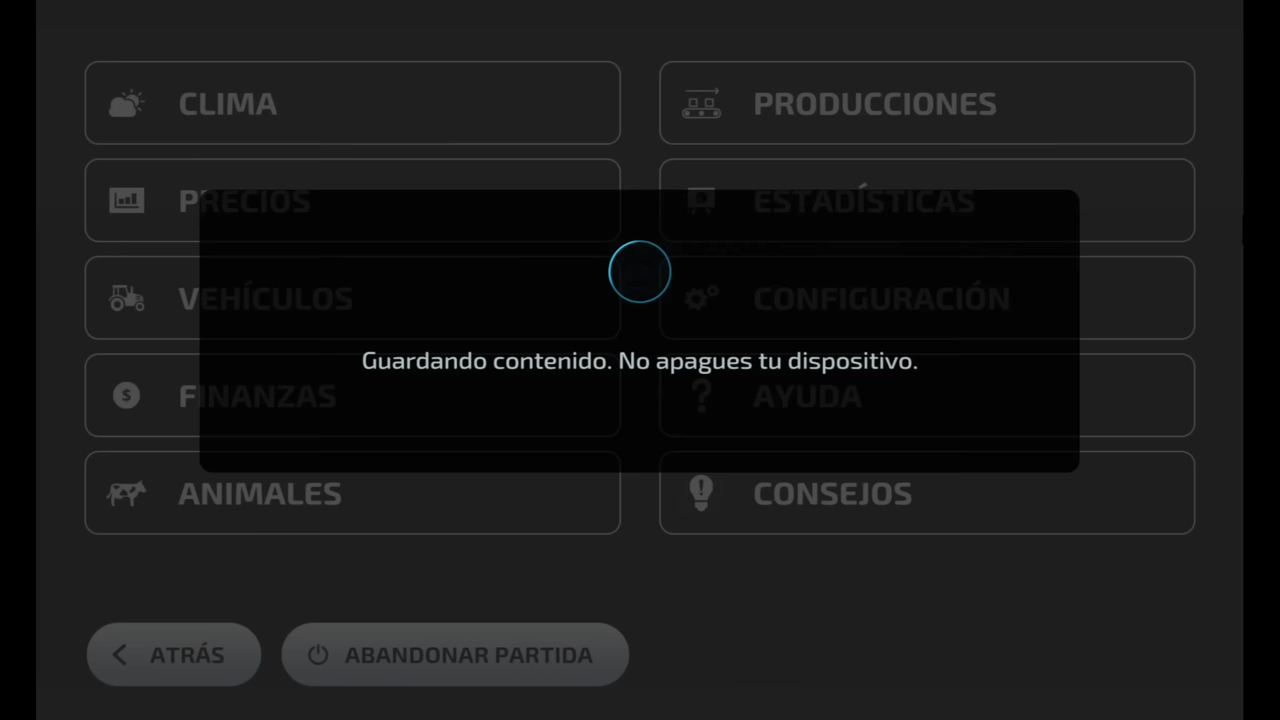 CLIMA
PRODUCCIONES
PRECIOS
ESTADÍSTICAS
VEHÍCULOS
CONFIGURACIÓN
Guardando contenido. No apagues tu dispositivo.
FINANZAS
AYUDA
ANIMALES
CONSEJOS
ATRÁS
ABANDONAR PARTIDA